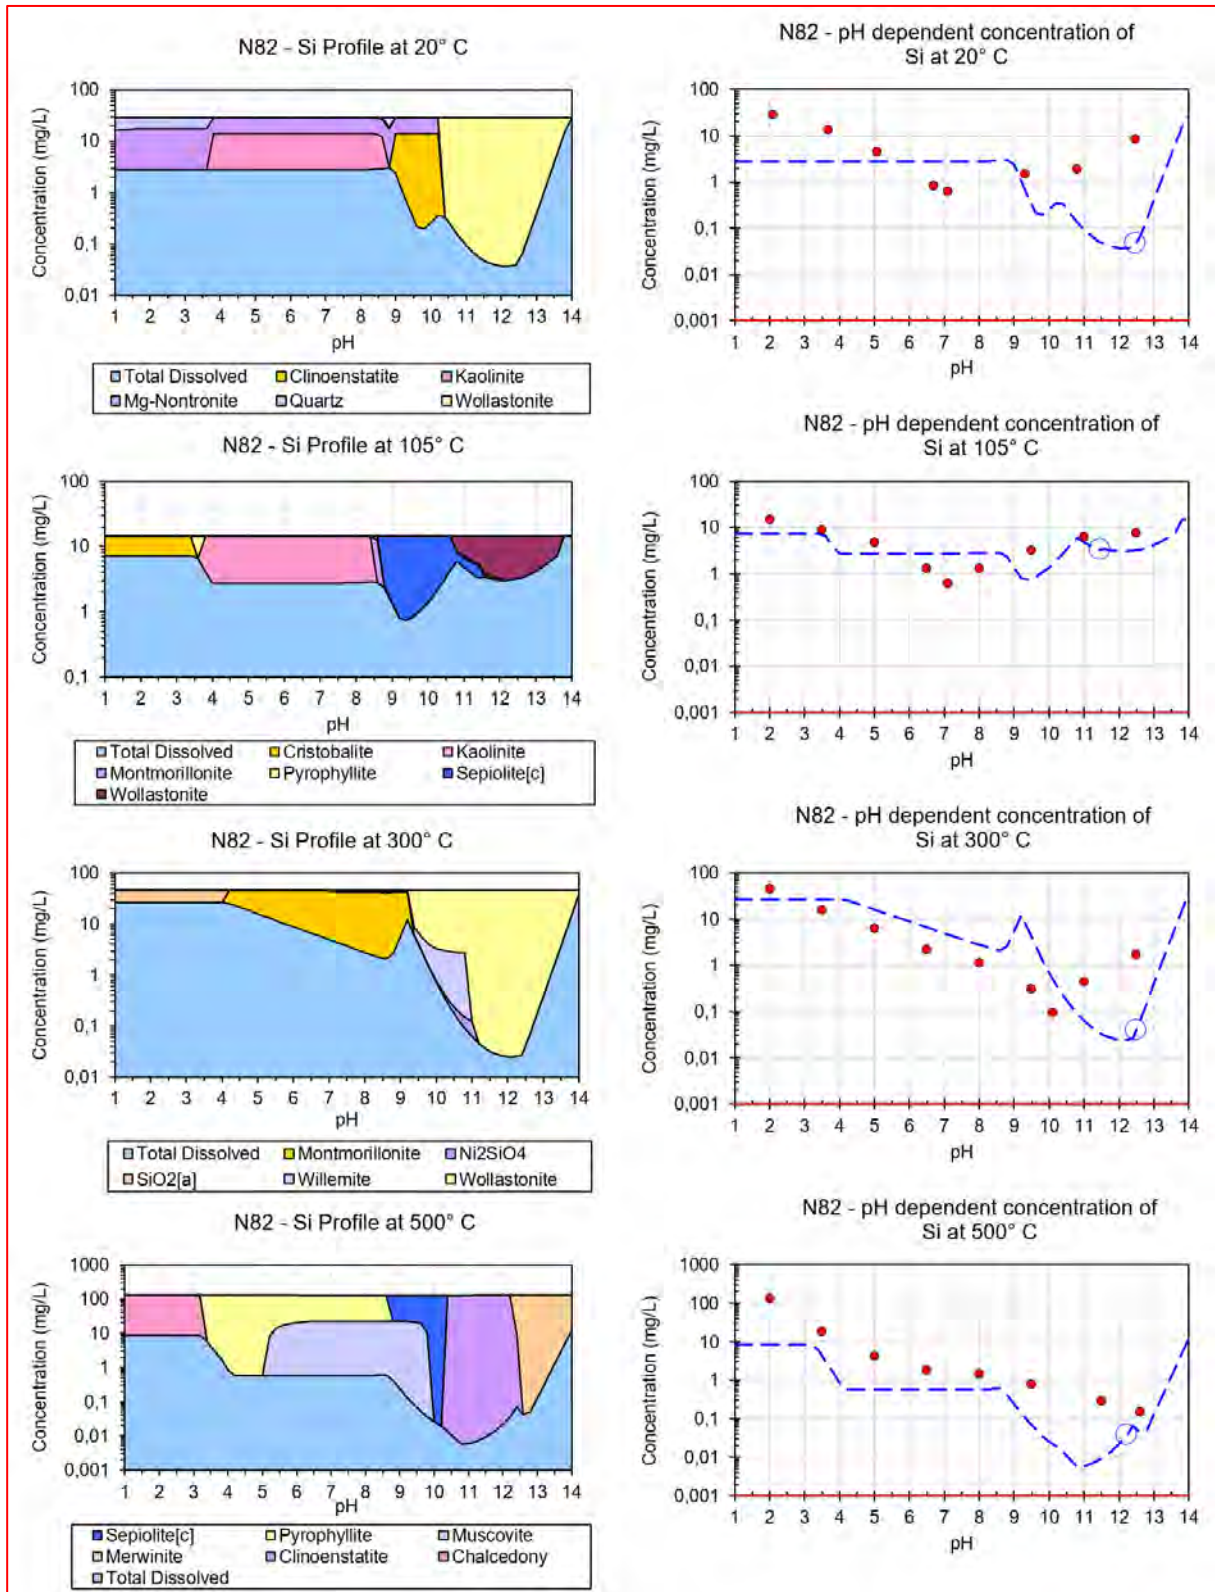 N82 - Si Profile at 20° C
Concentration (mg/L)
100
10
1
0,1
0,01
1 2 3 4 5 6 7 8 9 10 11 12 13 14
pH
Total Dissolved Clinoenstatite Kaolinite
Mg-Nontronite Quartz Wollastonite
N82 - pH dependent concentration of
Si at 20° C
Concentration (mg/L)
100
10
1
0,1
0,01
0,001
1 2 3 4 5 6 7 8 9 10 11 12 13 14
pH
N82 - Si Profile at 105° C
Concentration (mg/L)
100
10
1
0,1
1 2 3 4 5 6 7 8 9 10 11 12 13 14
pH
Total Dissolved Cristobalite Kaolinite
Montmorillonite Pyrophyllite Sepiolite[c]
Wollastonite
N82 - pH dependent concentration of
Si at 105° C
Concentration (mg/L)
100
10
1
0,1
0,01
0,001
1 2 3 4 5 6 7 8 9 10 11 12 13 14
pH
N82 - Si Profile at 300° C
Concentration (mg/L)
100
10
1
0,1
0,01
1 2 3 4 5 6 7 8 9 10 11 12 13 14
pH
Total Dissolved Montmorillonite Ni2SiO4
SiO2[a] Willemite Wollastonite
N82 - pH dependent concentration of
Si at 300° C
Concentration (mg/L)
100
10
1
0,1
0,01
0,001
1 2 3 4 5 6 7 8 9 10 11 12 13 14
pH
N82 - Si Profile at 500° C
Concentration (mg/L)
1000
100
10
1
0,1
0,01
0,001
1 2 3 4 5 6 7 8 9 10 11 12 13 14
pH
Sepiolite[c] Pyrophyllite Muscovite
Merwinite Clinoenstatite Chalcedony
Total Dissolved
N82 - pH dependent concentration of
Si at 500° C
Concentration (mg/L)
1000
100
10
1
0,1
0,01
0,001
1 2 3 4 5 6 7 8 9 10 11 12 13 14
pH